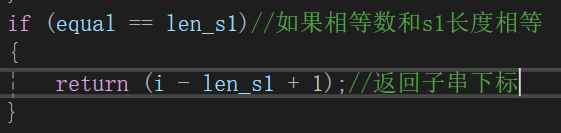 if (equal == len_s1)//如果相等数和s1长度相等
{
return (i - len_s1 + 1);//返回子串下标
}